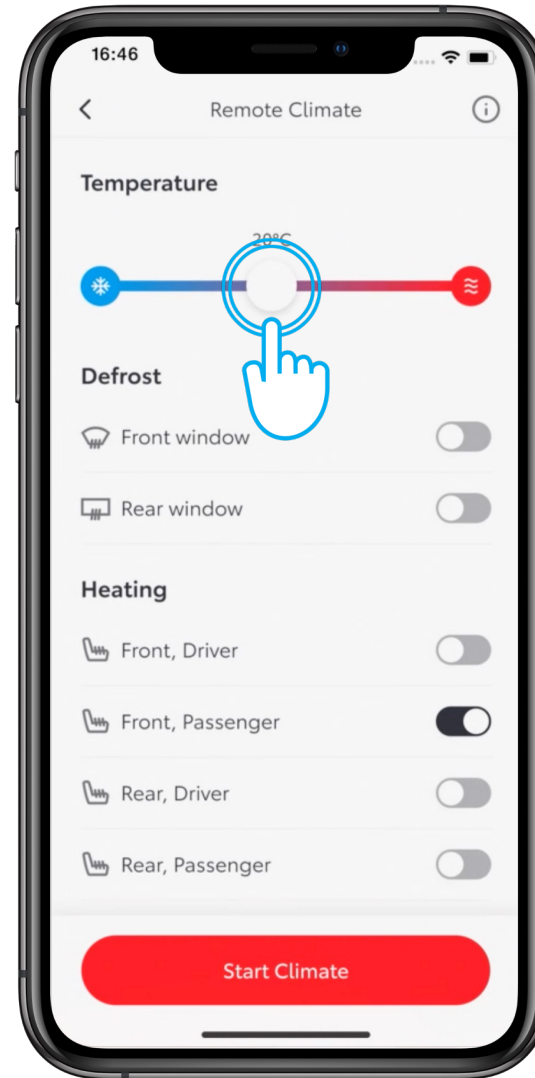 16:46
Remote Climate
Temperature
20°C
Defrost
Front window
Rear window
Heating
Front, Driver
Front, Passenger
Rear, Driver
Rear, Passenger
Start Climate